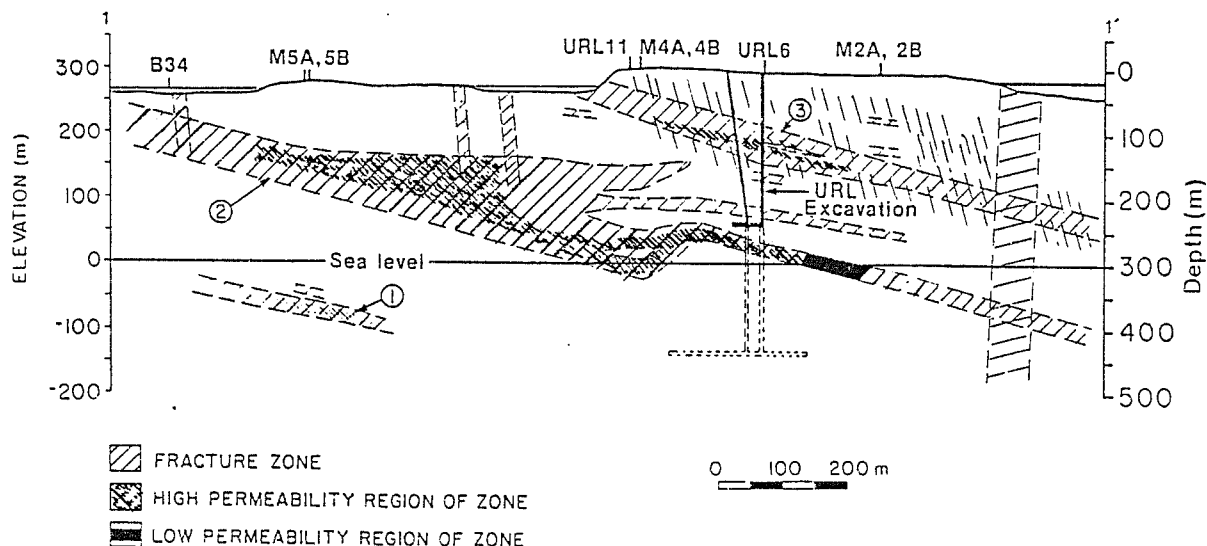 1 1'
B34 M5A, 5B URL11 M4A, 4B URL6 M2A, 2B
300 0
200 100
100 200
0 300
-100 400
-200 500
ELEVATION (m)
Depth (m)
③
②
①
URL
Excavation
Sea level
FRACTURE ZONE
HIGH PERMEABILITY REGION OF ZONE
LOW PERMEABILITY REGION OF ZONE
0 100 200 m